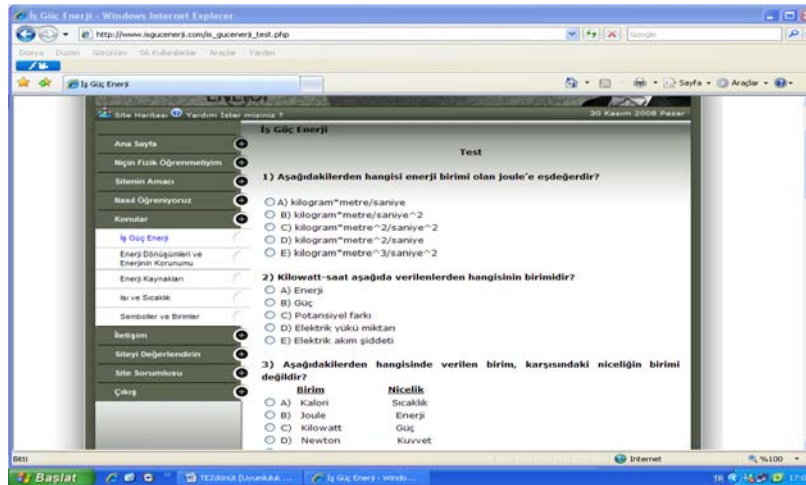 İş Güç Enerji - Windows Internet Explorer
http://www.isgucenerji.com/is_gucenerji_test.php
Google
Dosya Düzen Görünüm Sık Kullanılanlar Araçlar Yardım
İş Güç Enerji
Sayfa Araçlar
Site Haritası Yardım İster misiniz ?
30 Kasım 2008 Pazar
Ana Sayfa
Niçin Fizik Öğrenmeliyim
Sitenin Amacı
Nasıl Öğreniyoruz
Konular
İş Güç Enerji
Enerji Dönüşümleri ve
Enerjinin Korunumu
Enerji Kaynakları
Isı ve Sıcaklık
Semboller ve Birimler
İletişim
Siteyi Değerlendirin
Site Sorumlusu
Çıkış
İş Güç Enerji
Test
1) Aşağıdakilerden hangisi enerji birimi olan joule'e eşdeğerdir?
A) kilogram*metre/saniye
B) kilogram*metre/saniye^2
C) kilogram*metre^2/saniye^2
D) kilogram*metre^2/saniye
E) kilogram*metre^3/saniye^2
2) Kilowatt-saat aşağıda verilenlerden hangisinin birimidir?
A) Enerji
B) Güç
C) Potansiyel farkı
D) Elektrik yükü miktarı
E) Elektrik akım şiddeti
3) Aşağıdakilerden hangisinde verilen birim, karşısındaki niceliğin birimi
değildir?
Birim Nicelik
A) Kalori Sıcaklık
B) Joule Enerji
C) Kilowatt Güç
D) Newton Kuvvet
Bitti
Internet
%100
Başlat
TEZdönüt [Uyumluluk ...
İş Güç Enerji - Windo...
TR